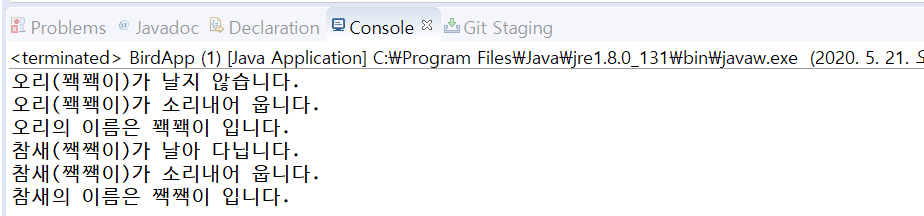 Problems @ Javadoc Declaration Console Git Staging
<terminated> BirdApp (1) [Java Application] C:₩Program Files₩Java₩jre1.8.0_131₩bin₩javaw.exe (2020. 5. 21.
오리(꽥꽥이)가 날지 않습니다.
오리(꽥꽥이)가 소리내어 웁니다.
오리의 이름은 꽥꽥이 입니다.
참새(짹짹이)가 날아 다닙니다.
참새(짹짹이)가 소리내어 웁니다.
참새의 이름은 짹짹이 입니다.